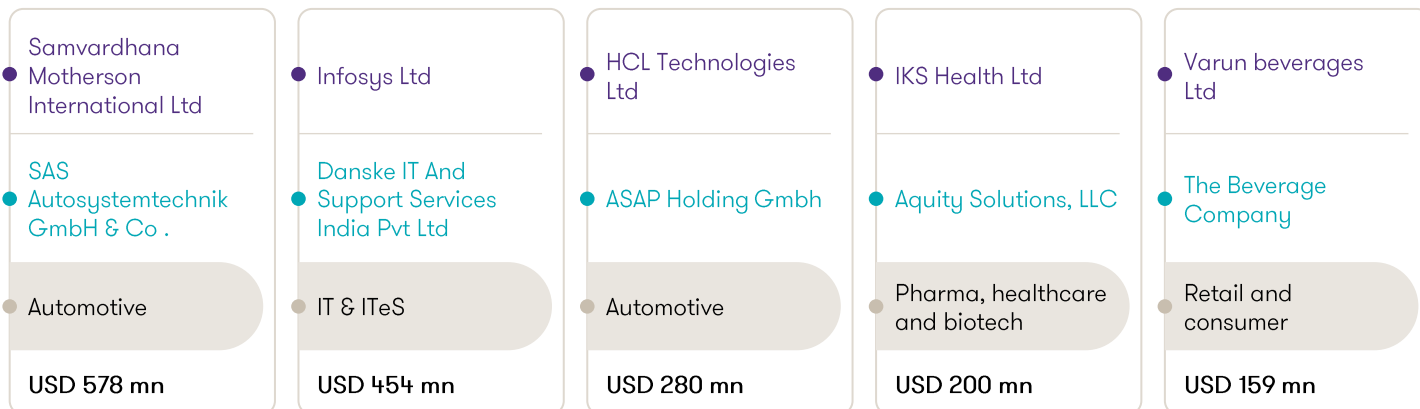 Samvardhana
Motherson
International Ltd
SAS
Autosystemtechnik
GmbH & Co .
Automotive
USD 578 mn
Infosys Ltd
Danske IT And
Support Services
India Pvt Ltd
IT & ITeS
USD 454 mn
HCL Technologies
Ltd
ASAP Holding Gmbh
Automotive
USD 280 mn
IKS Health Ltd
Aquity Solutions, LLC
Pharma, healthcare
and biotech
USD 200 mn
Varun beverages
Ltd
The Beverage
Company
Retail and
consumer
USD 159 mn